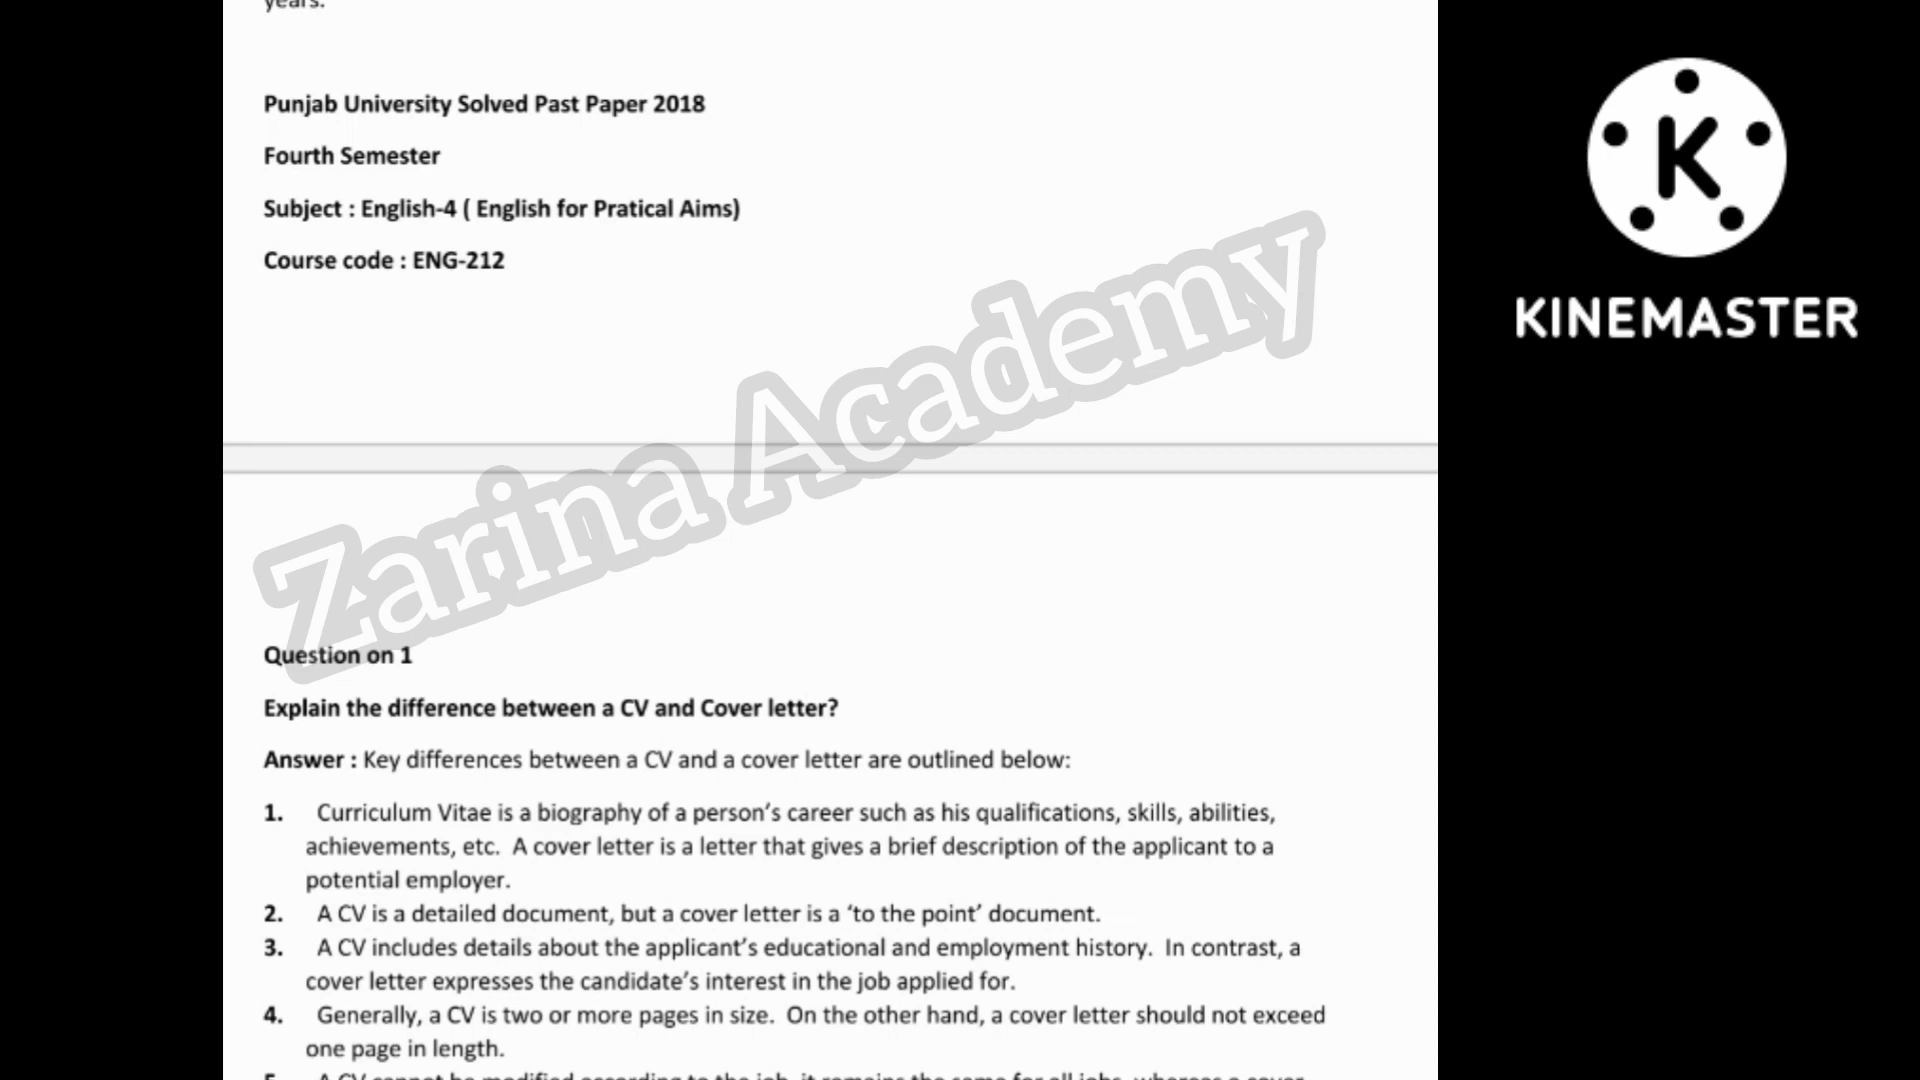 years.
Punjab University Solved Past Paper 2018
Fourth Semester
Subject : English-4 ( English for Pratical Aims)
Course code : ENG-212
Zarina Academy
K
KINEMASTER
Question on 1
Explain the difference between a CV and Cover letter?
Answer : Key differences between a CV and a cover letter are outlined below:
1. Curriculum Vitae is a biography of a person’s career such as his qualifications, skills, abilities,
achievements, etc. A cover letter is a letter that gives a brief description of the applicant to a
potential employer.
2. A CV is a detailed document, but a cover letter is a ‘to the point’ document.
3. A CV includes details about the applicant’s educational and employment history. In contrast, a
cover letter expresses the candidate’s interest in the job applied for.
4. Generally, a CV is two or more pages in size. On the other hand, a cover letter should not exceed
one page in length.
5. A CV cannot be modified according to the job, it remains the same for all jobs, whereas a cover